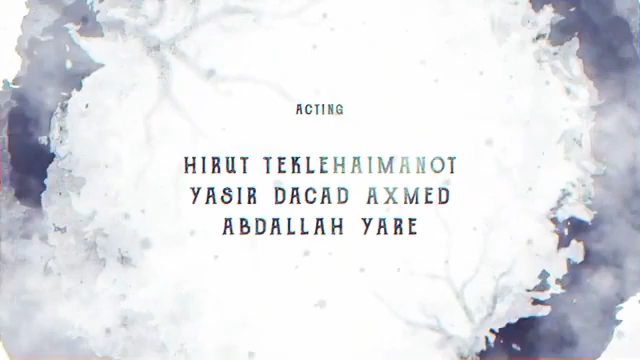 ACTING
HIRUT TEKLEHAIMANOT
YASIR DACAD AXMED
ABDALLAH YARE